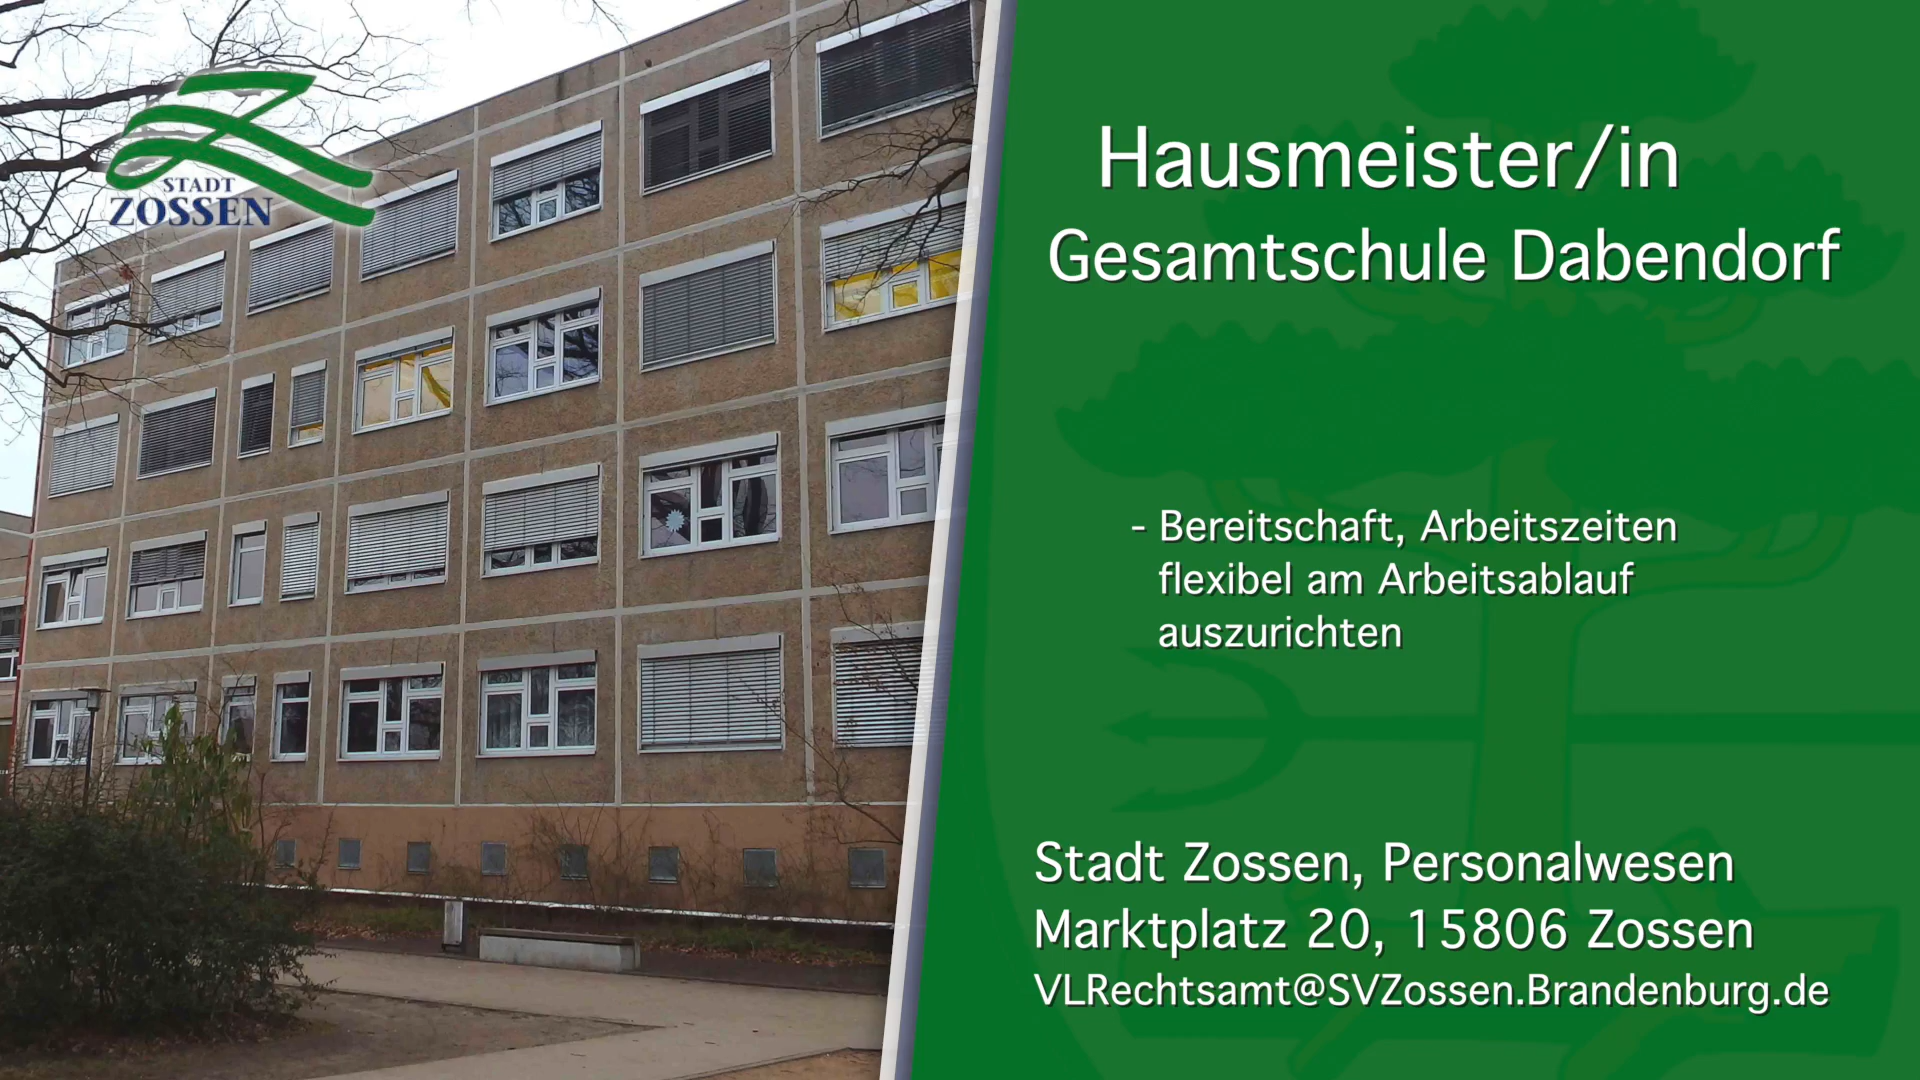 STADT
ZOSSEN
Hausmeister/in
Gesamtschule Dabendorf
- Bereitschaft, Arbeitszeiten
flexibel am Arbeitsablauf
auszurichten
Stadt Zossen, Personalwesen
Marktplatz 20, 15806 Zossen
VLRechtsamt@SVZossen.Brandenburg.de